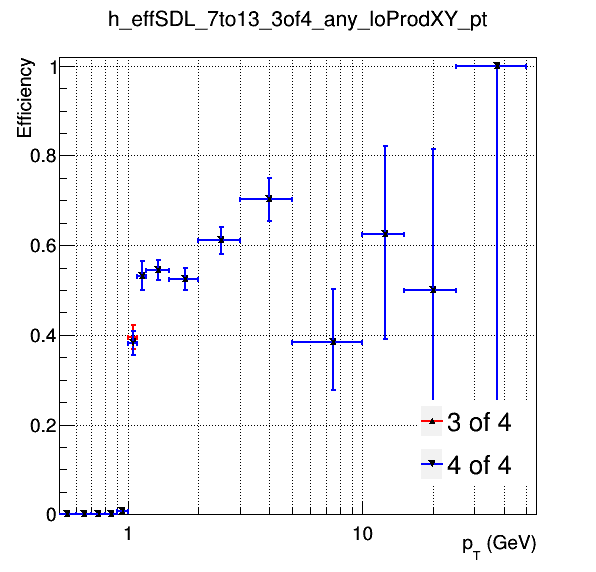 h_effSDL_7to13_3of4_any_loProdXY_pt
Efficiency
1
0.8
0.6
0.4
0.2
0
3 of 4
4 of 4
1
10
p_T (GeV)